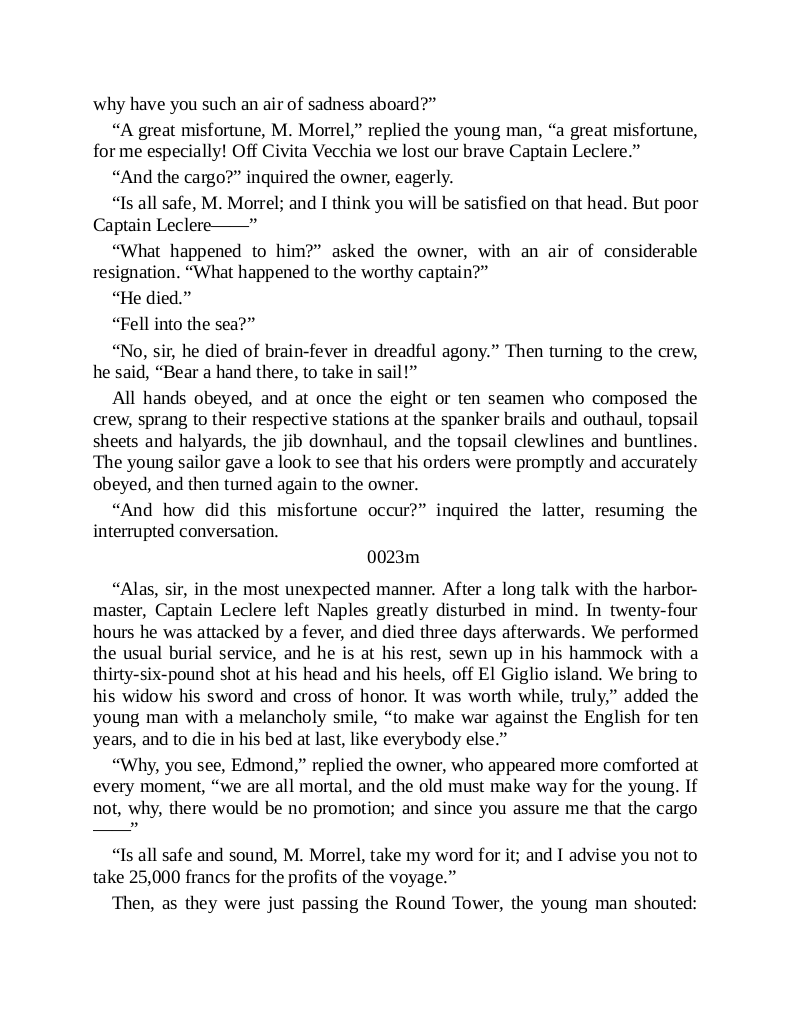 why have you such an air of sadness aboard?”
“A great misfortune, M. Morrel,” replied the young man, “a great misfortune,
for me especially! Off Civita Vecchia we lost our brave Captain Leclere.”
“And the cargo?” inquired the owner, eagerly.
“Is all safe, M. Morrel; and I think you will be satisfied on that head. But poor
Captain Leclere——”
“What happened to him?” asked the owner, with an air of considerable
resignation. “What happened to the worthy captain?”
“He died.”
“Fell into the sea?”
“No, sir, he died of brain-fever in dreadful agony.” Then turning to the crew,
he said, “Bear a hand there, to take in sail!”
All hands obeyed, and at once the eight or ten seamen who composed the
crew, sprang to their respective stations at the spanker brails and outhaul, topsail
sheets and halyards, the jib downhaul, and the topsail clewlines and buntlines.
The young sailor gave a look to see that his orders were promptly and accurately
obeyed, and then turned again to the owner.
“And how did this misfortune occur?” inquired the latter, resuming the
interrupted conversation.
0023m
“Alas, sir, in the most unexpected manner. After a long talk with the harbor-
master, Captain Leclere left Naples greatly disturbed in mind. In twenty-four
hours he was attacked by a fever, and died three days afterwards. We performed
the usual burial service, and he is at his rest, sewn up in his hammock with a
thirty-six-pound shot at his head and his heels, off El Giglio island. We bring to
his widow his sword and cross of honor. It was worth while, truly,” added the
young man with a melancholy smile, “to make war against the English for ten
years, and to die in his bed at last, like everybody else.”
“Why, you see, Edmond,” replied the owner, who appeared more comforted at
every moment, “we are all mortal, and the old must make way for the young. If
not, why, there would be no promotion; and since you assure me that the cargo
——”
“Is all safe and sound, M. Morrel, take my word for it; and I advise you not to
take 25,000 francs for the profits of the voyage.”
Then, as they were just passing the Round Tower, the young man shouted: